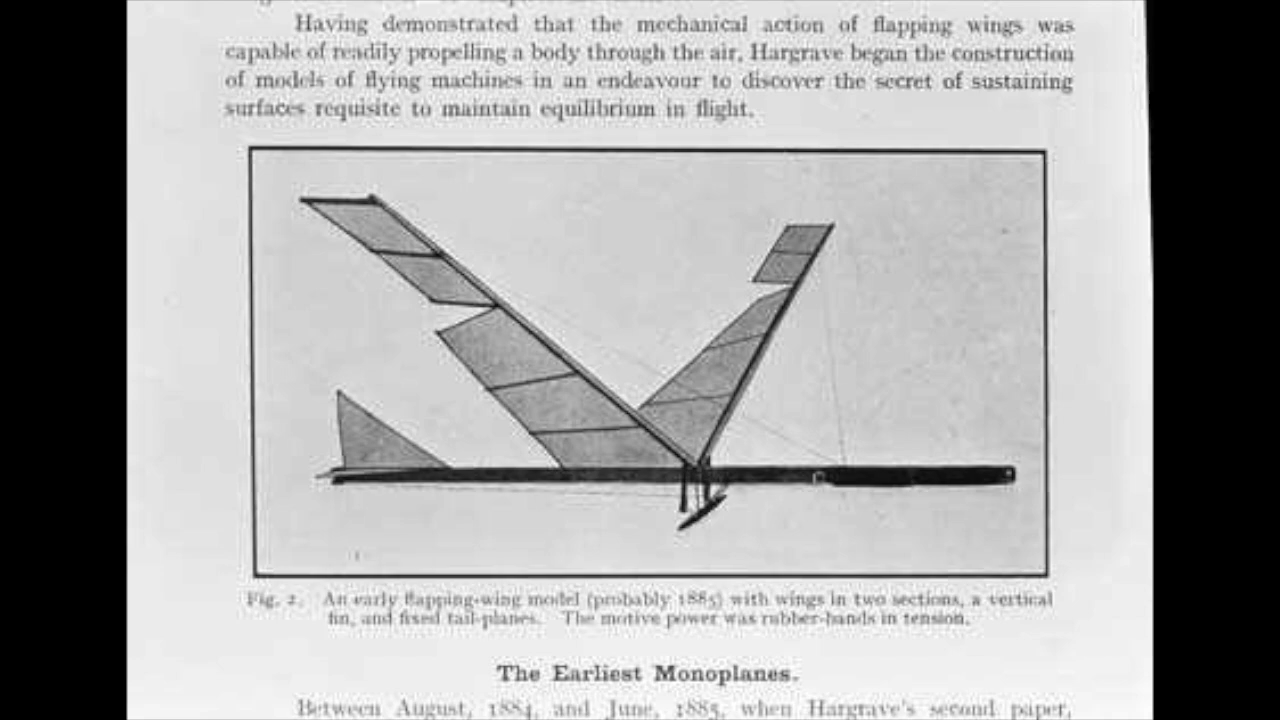 Having demonstrated that the mechanical action of flapping wings was
capable of readily propelling a body through the air, Hargrave began the construction
of models of flying machines in an endeavour to discover the secret of sustaining
surfaces requisite to maintain equilibrium in flight.
Fig. 2. An early flapping-wing model (probably 1885) with wings in two sections, a vertical
fin, and fixed tail-planes. The motive power was rubber-bands in tension.
The Earliest Monoplanes.
Between August, 1884, and June, 1885, when Hargrave's second paper,